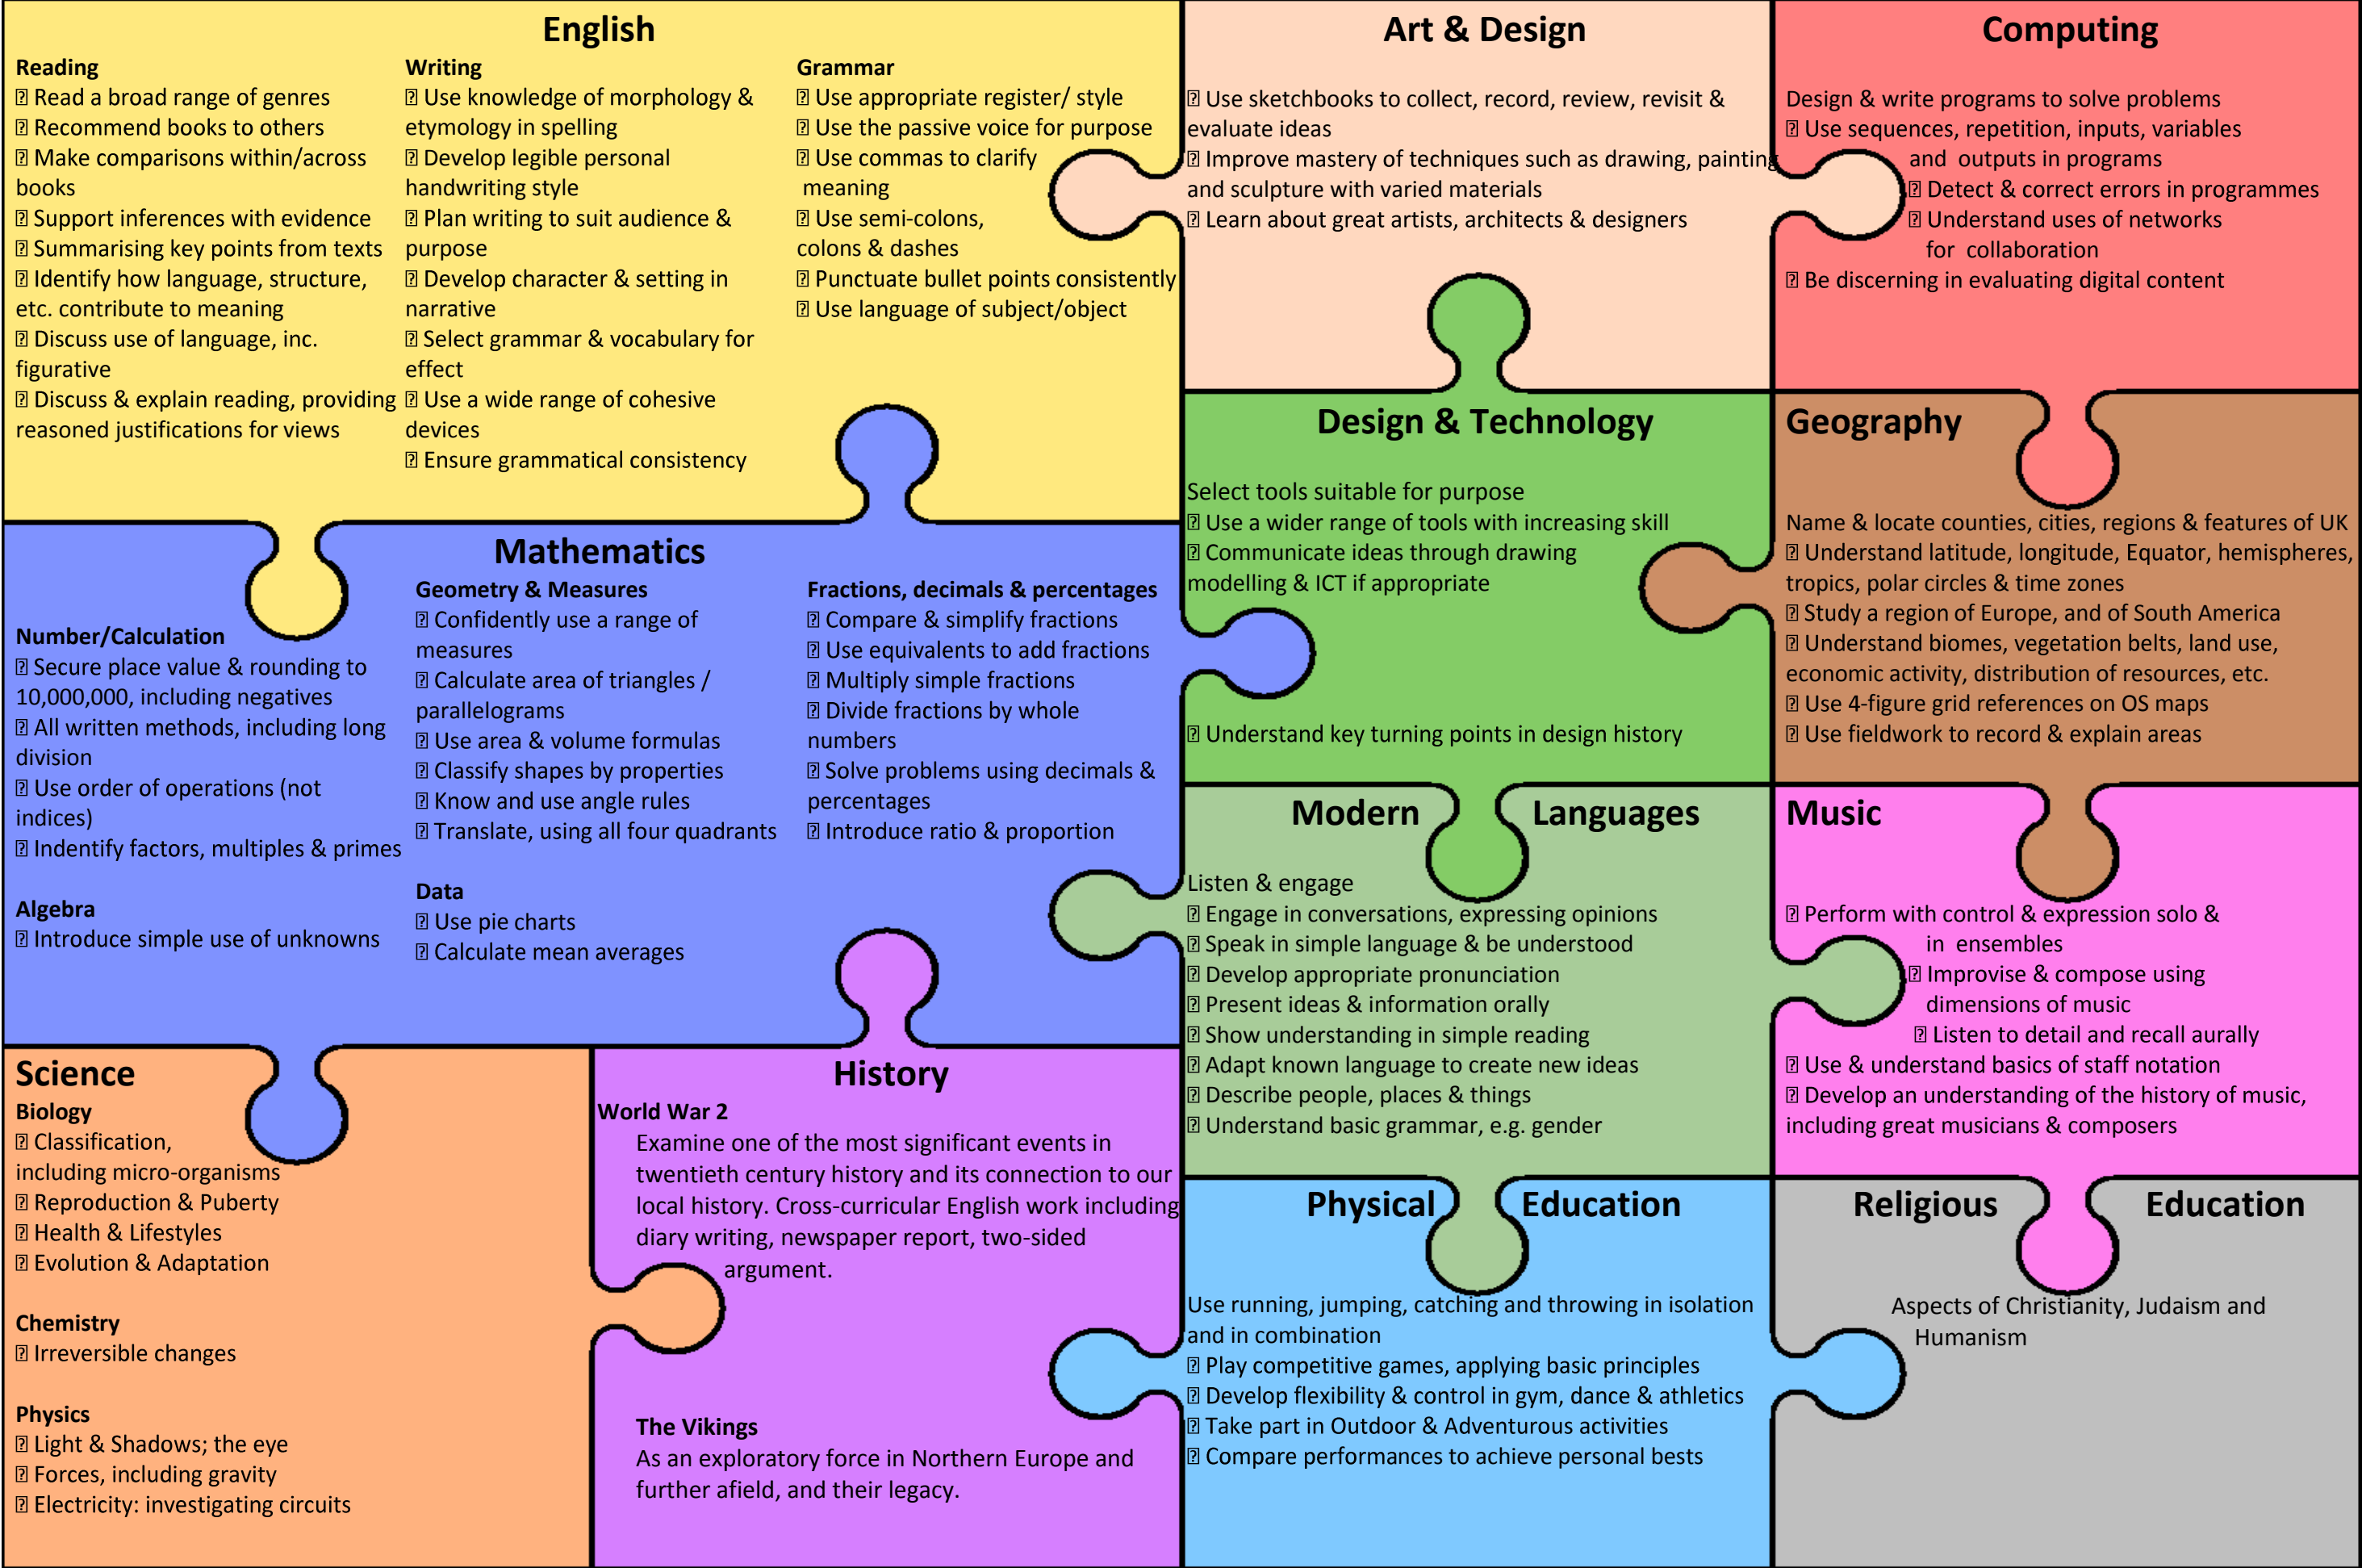 English
Reading
⍰ Read a broad range of genres
⍰ Recommend books to others
⍰ Make comparisons within/across
books
⍰ Support inferences with evidence
⍰ Summarising key points from texts
⍰ Identify how language, structure,
etc. contribute to meaning
⍰ Discuss use of language, inc.
figurative
⍰ Discuss & explain reading, providing
reasoned justifications for views
Writing
⍰ Use knowledge of morphology &
etymology in spelling
⍰ Develop legible personal
handwriting style
⍰ Plan writing to suit audience &
purpose
⍰ Develop character & setting in
narrative
⍰ Select grammar & vocabulary for
effect
⍰ Use a wide range of cohesive
devices
⍰ Ensure grammatical consistency
Grammar
⍰ Use appropriate register/ style
⍰ Use the passive voice for purpose
⍰ Use commas to clarify
meaning
⍰ Use semi-colons,
colons & dashes
⍰ Punctuate bullet points consistently
⍰ Use language of subject/object
Art & Design
⍰ Use sketchbooks to collect, record, review, revisit &
evaluate ideas
⍰ Improve mastery of techniques such as drawing, painting
and sculpture with varied materials
⍰ Learn about great artists, architects & designers
Computing
Design & write programs to solve problems
⍰ Use sequences, repetition, inputs, variables
and outputs in programs
⍰ Detect & correct errors in programmes
⍰ Understand uses of networks
for collaboration
⍰ Be discerning in evaluating digital content
Mathematics
Number/Calculation
⍰ Secure place value & rounding to
10,000,000, including negatives
⍰ All written methods, including long
division
⍰ Use order of operations (not
indices)
⍰ Indentify factors, multiples & primes
Algebra
⍰ Introduce simple use of unknowns
Geometry & Measures
⍰ Confidently use a range of
measures
⍰ Calculate area of triangles /
parallelograms
⍰ Use area & volume formulas
⍰ Classify shapes by properties
⍰ Know and use angle rules
⍰ Translate, using all four quadrants
Data
⍰ Use pie charts
⍰ Calculate mean averages
Fractions, decimals & percentages
⍰ Compare & simplify fractions
⍰ Use equivalents to add fractions
⍰ Multiply simple fractions
⍰ Divide fractions by whole
numbers
⍰ Solve problems using decimals &
percentages
⍰ Introduce ratio & proportion
Design & Technology
Select tools suitable for purpose
⍰ Use a wider range of tools with increasing skill
⍰ Communicate ideas through drawing
modelling & ICT if appropriate
⍰ Understand key turning points in design history
Geography
Name & locate counties, cities, regions & features of UK
⍰ Understand latitude, longitude, Equator, hemispheres,
tropics, polar circles & time zones
⍰ Study a region of Europe, and of South America
⍰ Understand biomes, vegetation belts, land use,
economic activity, distribution of resources, etc.
⍰ Use 4-figure grid references on OS maps
⍰ Use fieldwork to record & explain areas
Modern Languages
Listen & engage
⍰ Engage in conversations, expressing opinions
⍰ Speak in simple language & be understood
⍰ Develop appropriate pronunciation
⍰ Present ideas & information orally
⍰ Show understanding in simple reading
⍰ Adapt known language to create new ideas
⍰ Describe people, places & things
⍰ Understand basic grammar, e.g. gender
Music
⍰ Perform with control & expression solo &
in ensembles
⍰ Improvise & compose using
dimensions of music
⍰ Listen to detail and recall aurally
⍰ Use & understand basics of staff notation
⍰ Develop an understanding of the history of music,
including great musicians & composers
Science
Biology
⍰ Classification,
including micro-organisms
⍰ Reproduction & Puberty
⍰ Health & Lifestyles
⍰ Evolution & Adaptation
Chemistry
⍰ Irreversible changes
Physics
⍰ Light & Shadows; the eye
⍰ Forces, including gravity
⍰ Electricity: investigating circuits
History
World War 2
Examine one of the most significant events in
twentieth century history and its connection to our
local history. Cross-curricular English work including
diary writing, newspaper report, two-sided
argument.
The Vikings
As an exploratory force in Northern Europe and
further afield, and their legacy.
Physical Education
Use running, jumping, catching and throwing in isolation
and in combination
⍰ Play competitive games, applying basic principles
⍰ Develop flexibility & control in gym, dance & athletics
⍰ Take part in Outdoor & Adventurous activities
⍰ Compare performances to achieve personal bests
Religious Education
Aspects of Christianity, Judaism and
Humanism